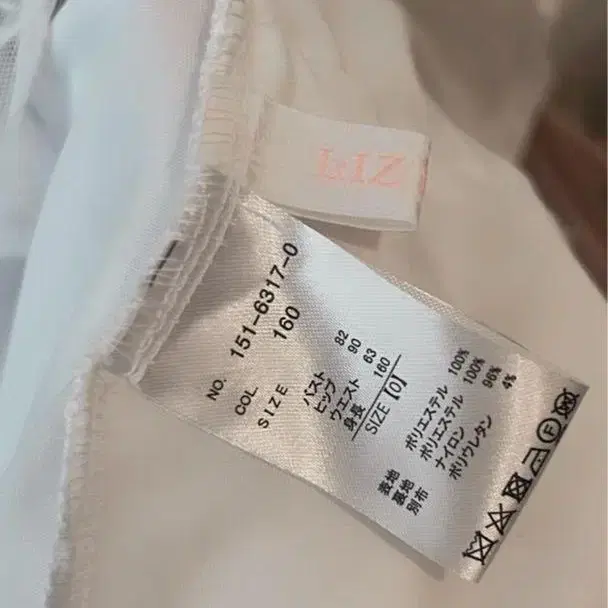 LIZ
NO. 151-6317-0
COL 160
SIZE
バスト 82
ヒップ 90
ウエスト 63
身長 160
SIZE [0]
表地 ポリエステル 100%
裏地 ポリエステル 100%
別布 ナイロン 96%
ポリウレタン 4%
F